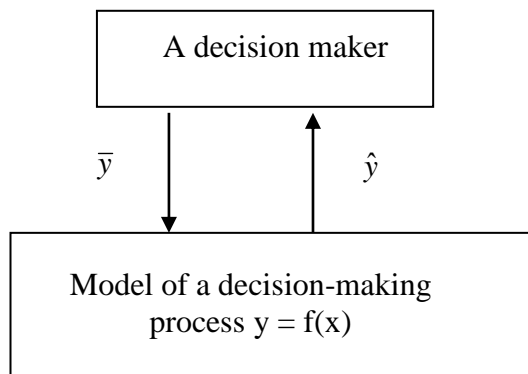 A decision maker
y̅ ŷ
Model of a decision-making
process y = f(x)